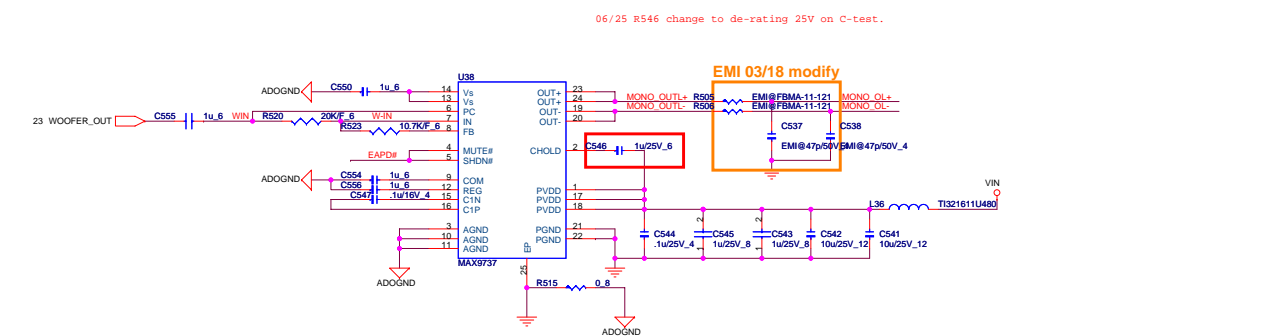 06/25 R546 change to de-rating 25V on C-test.
EMI 03/18 modify
U38
ADOGND C550 1u_6 14 Vs OUT+ 23
13 Vs OUT+ 24 MONO_OUTL+ R505 EMI@FBMA-11-121 MONO_OL+
6 PC OUT- 19 MONO_OUTL- R506 EMI@FBMA-11-121 MONO_OL-
23 WOOFER_OUT C555 1u_6 WIN R520 20K/F_6 W-IN 7 IN OUT- 20
R523 10.7K/F_6 8 FB
C537 C538
EMI@47p/50V EMI@47p/50V_4
EAPD# 4 MUTE# CHOLD 2 C546 1u/25V_6
5 SHDN#
ADOGND C554 1u_6 9 COM
C556 1u_6 12 REG PVDD 1
C547 .1u/16V_4 15 C1N PVDD 17
16 C1P PVDD 18
VIN
L36 TI321611U480
3 AGND PGND 21
10 AGND PGND 22
11 AGND
C544 C545 C543 C542 C541
.1u/25V_4 1u/25V_8 1u/25V_8 10u/25V_12 10u/25V_12
2 2
1 1
EP
MAX9737
25
ADOGND
R515 0_8
ADOGND